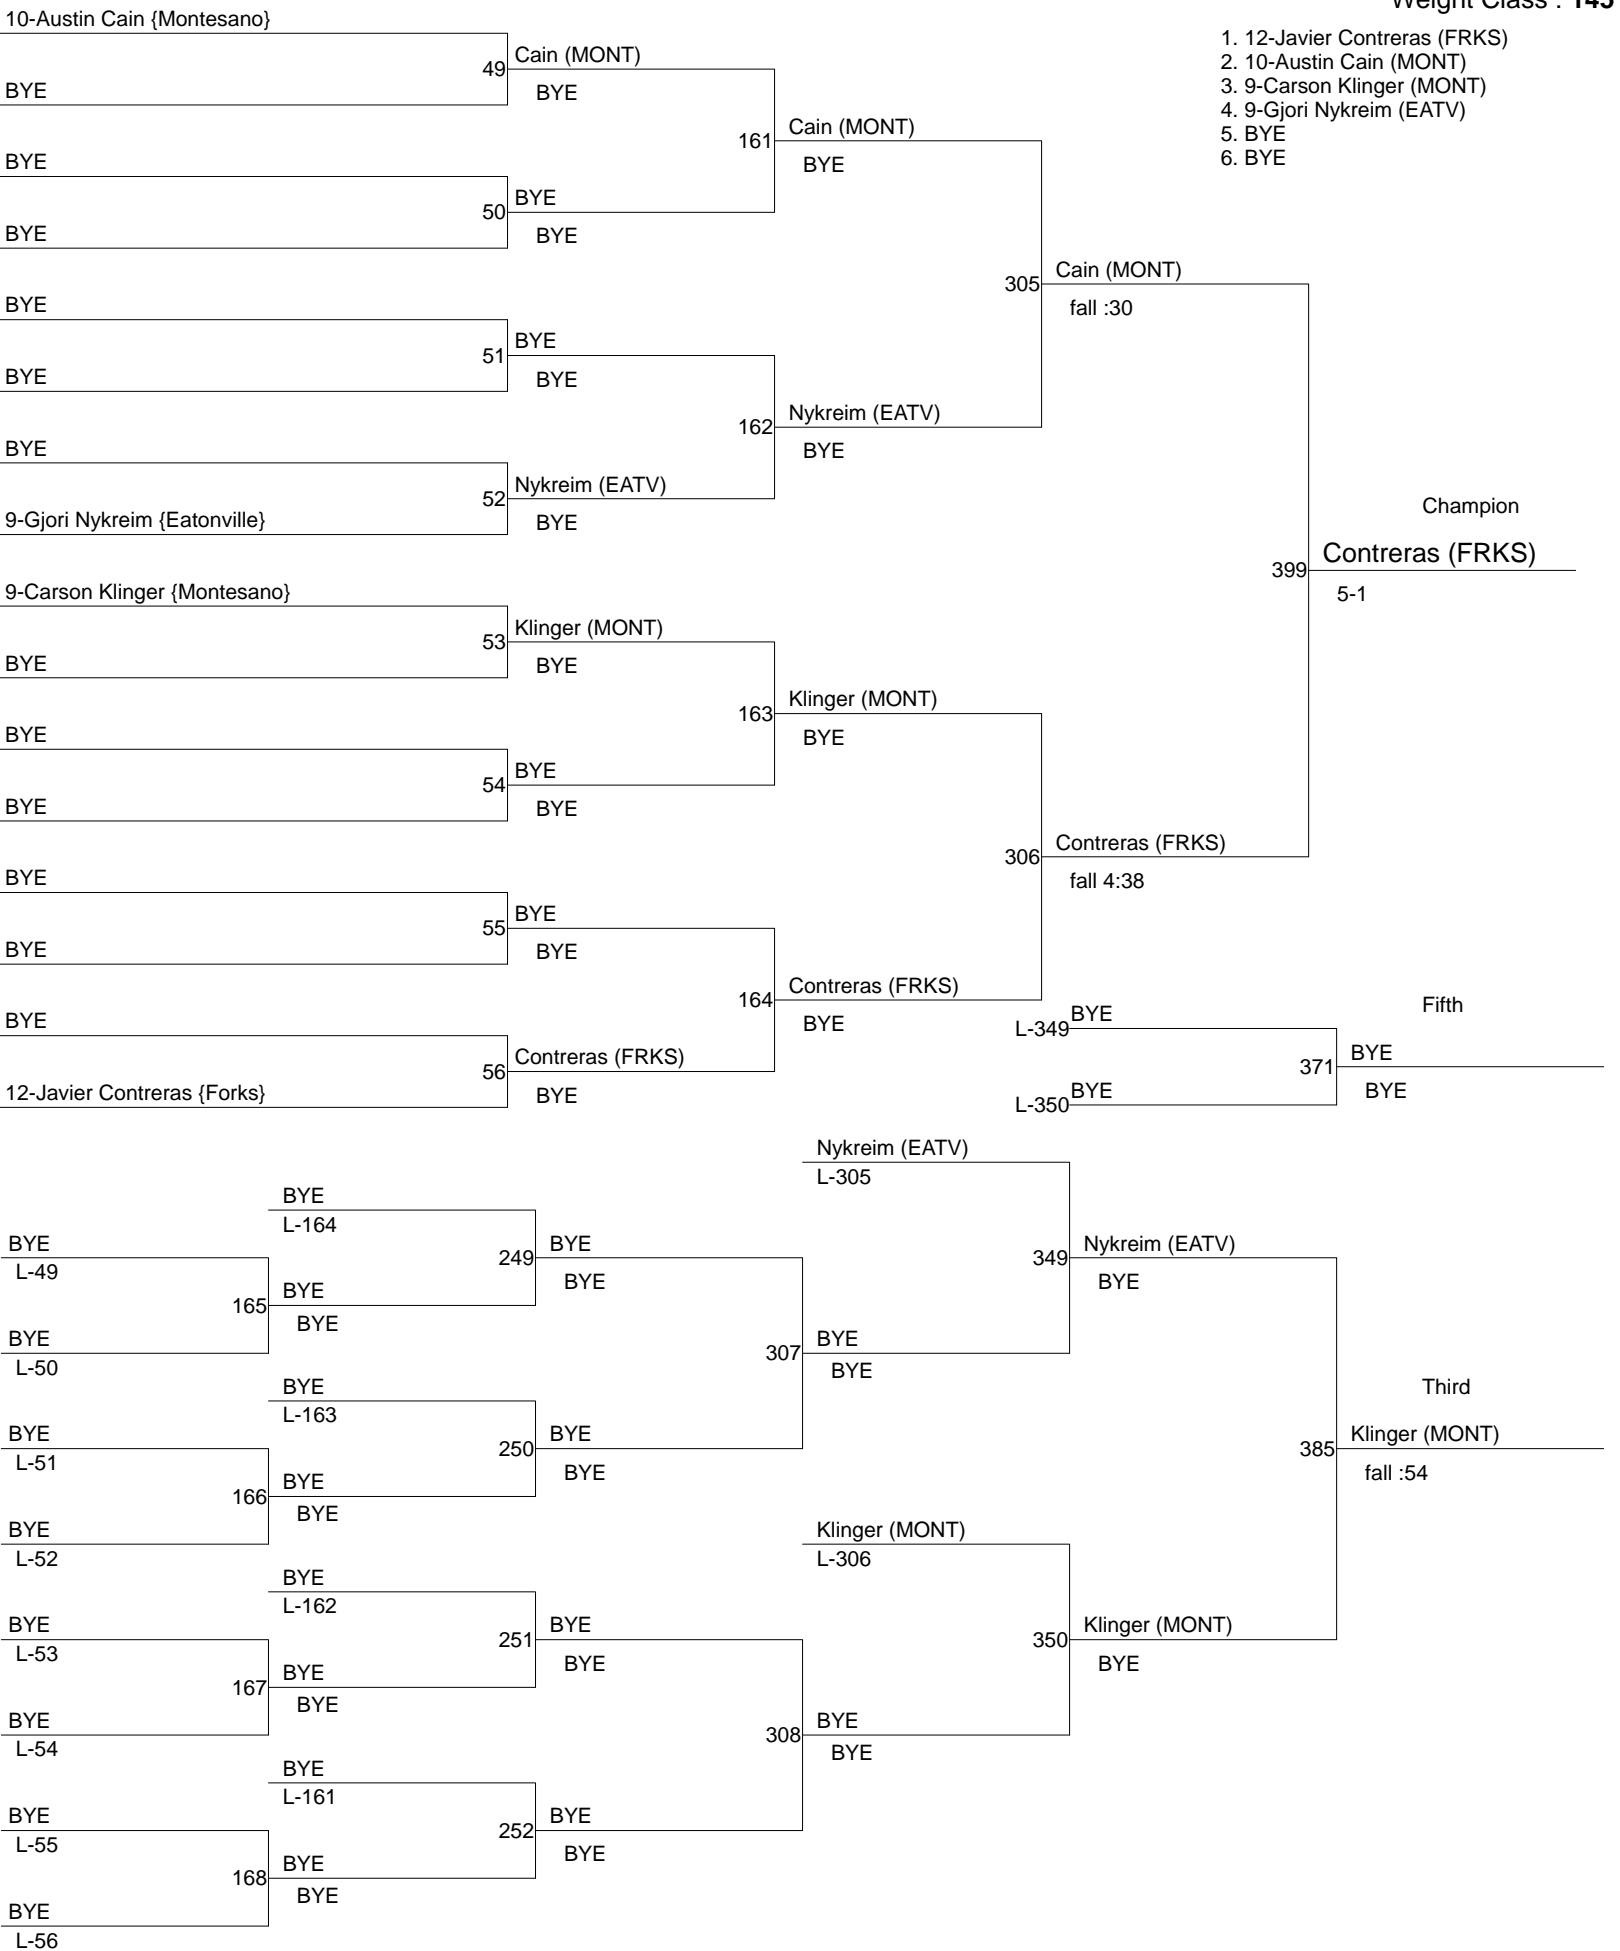 Weight Class : 145
1. 12-Javier Contreras (FRKS)
2. 10-Austin Cain (MONT)
3. 9-Carson Klinger (MONT)
4. 9-Gjori Nykreim (EATV)
5. BYE
6. BYE
10-Austin Cain {Montesano}
49 Cain (MONT)
BYE
BYE
161 Cain (MONT)
BYE
BYE
50 BYE
BYE
BYE
305 Cain (MONT)
fall :30
BYE
51 BYE
BYE
BYE
162 Nykreim (EATV)
BYE
BYE
52 Nykreim (EATV)
BYE
9-Gjori Nykreim {Eatonville}
Champion
399 Contreras (FRKS)
5-1
9-Carson Klinger {Montesano}
53 Klinger (MONT)
BYE
BYE
163 Klinger (MONT)
BYE
BYE
54 BYE
BYE
BYE
306 Contreras (FRKS)
fall 4:38
BYE
55 BYE
BYE
BYE
164 Contreras (FRKS)
BYE
BYE
56 Contreras (FRKS)
BYE
12-Javier Contreras {Forks}
Fifth
L-349 BYE
371 BYE
BYE
L-350 BYE
Nykreim (EATV)
L-305
BYE
L-164
BYE
L-49
249 BYE
BYE
349 Nykreim (EATV)
BYE
165 BYE
BYE
BYE
L-50
307 BYE
BYE
BYE
L-163
Third
BYE
L-51
250 BYE
BYE
385 Klinger (MONT)
fall :54
166 BYE
BYE
BYE
L-52
Klinger (MONT)
L-306
BYE
L-162
BYE
L-53
251 BYE
BYE
350 Klinger (MONT)
BYE
167 BYE
BYE
BYE
L-54
308 BYE
BYE
BYE
L-161
BYE
L-55
252 BYE
BYE
168 BYE
BYE
BYE
L-56